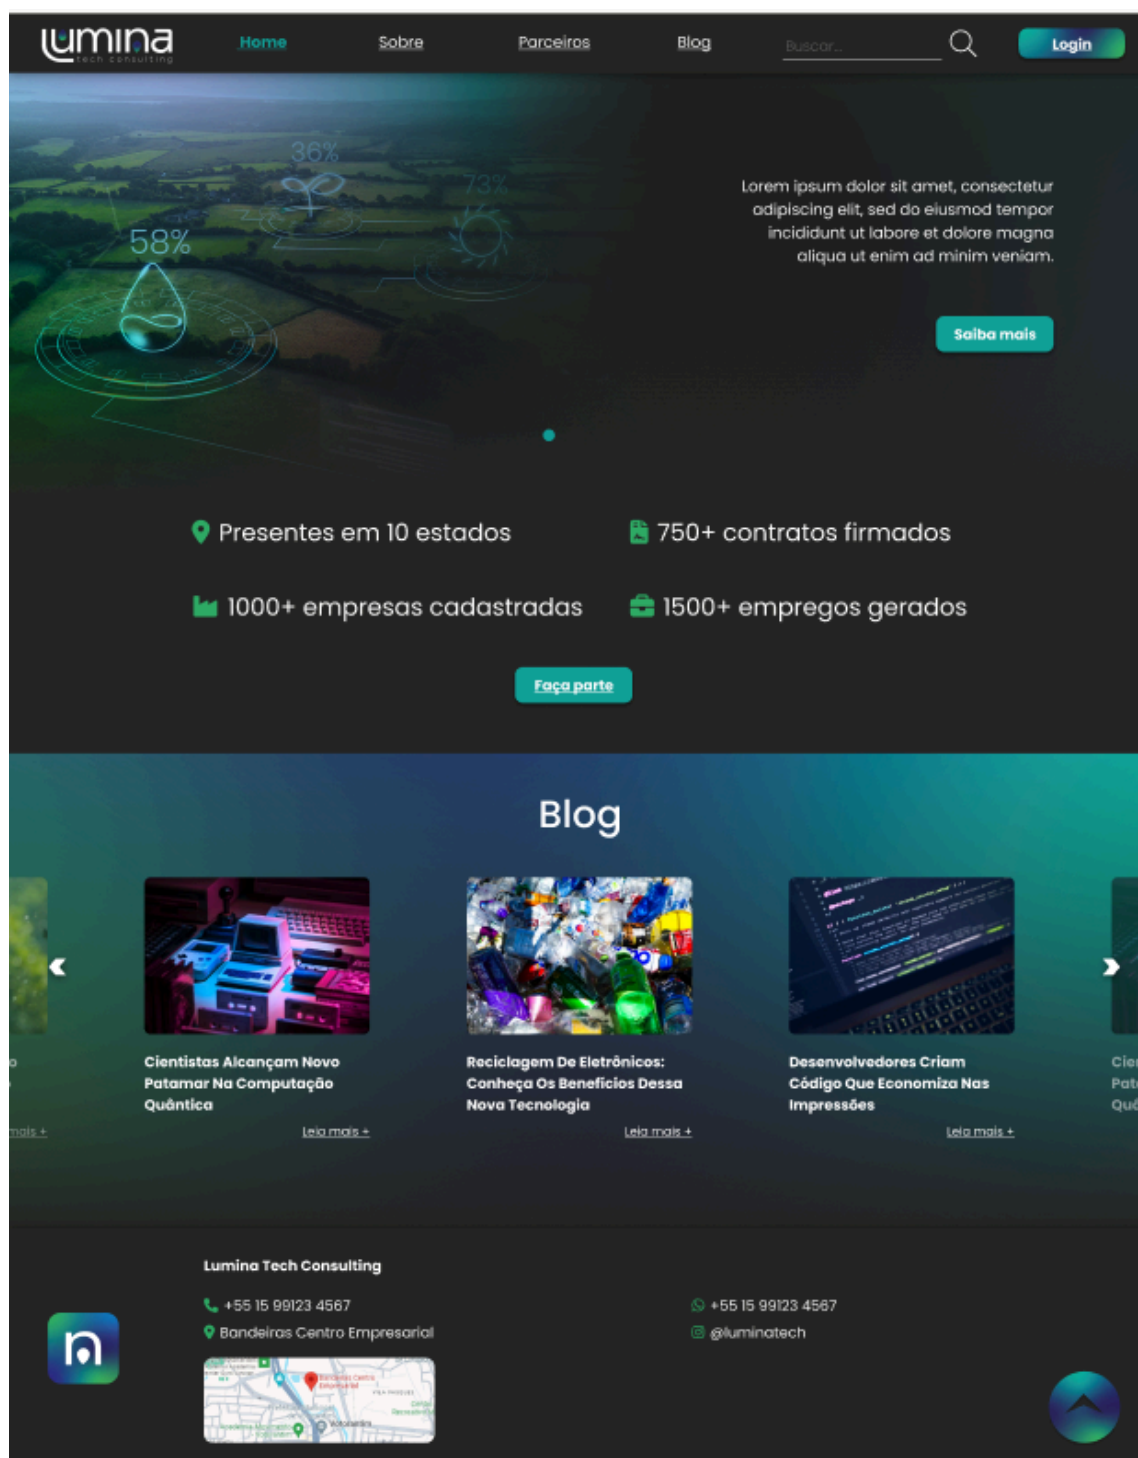 lumina
tech consulting
Home
Sobre
Parceiros
Blog
Buscar...
Login
36%
73%
58%
Lorem ipsum dolor sit amet, consectetur
adipiscing elit, sed do eiusmod tempor
incididunt ut labore et dolore magna
aliqua ut enim ad minim veniam.
Saiba mais
Presentes em 10 estados
750+ contratos firmados
1000+ empresas cadastradas
1500+ empregos gerados
Faça parte
Blog
Cientistas Alcançam Novo
Patamar Na Computação
Quântica
Leia mais +
Reciclagem De Eletrônicos:
Conheça Os Benefícios Dessa
Nova Tecnologia
Leia mais +
Desenvolvedores Criam
Código Que Economiza Nas
Impressões
Leia mais +
mais +
Lumina Tech Consulting
+55 15 99123 4567
Bandeiras Centro Empresarial
+55 15 99123 4567
@luminatech
Bandeiras Centro
Empresarial
Votorantim